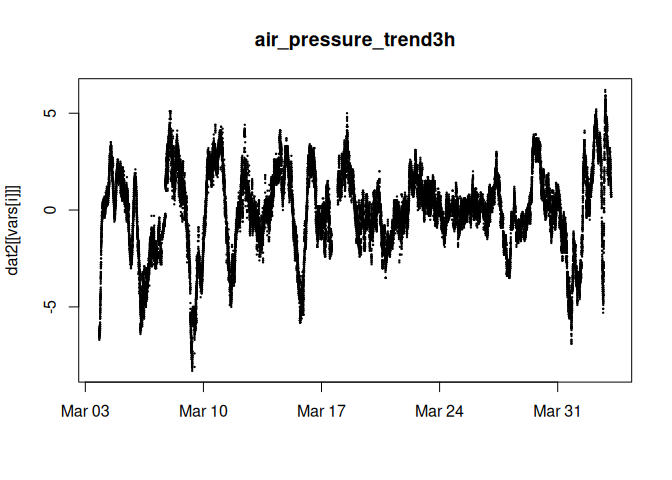 air_pressure_trend3h
dat2[[vars[i]]]
5
0
-5
Mar 03
Mar 10
Mar 17
Mar 24
Mar 31